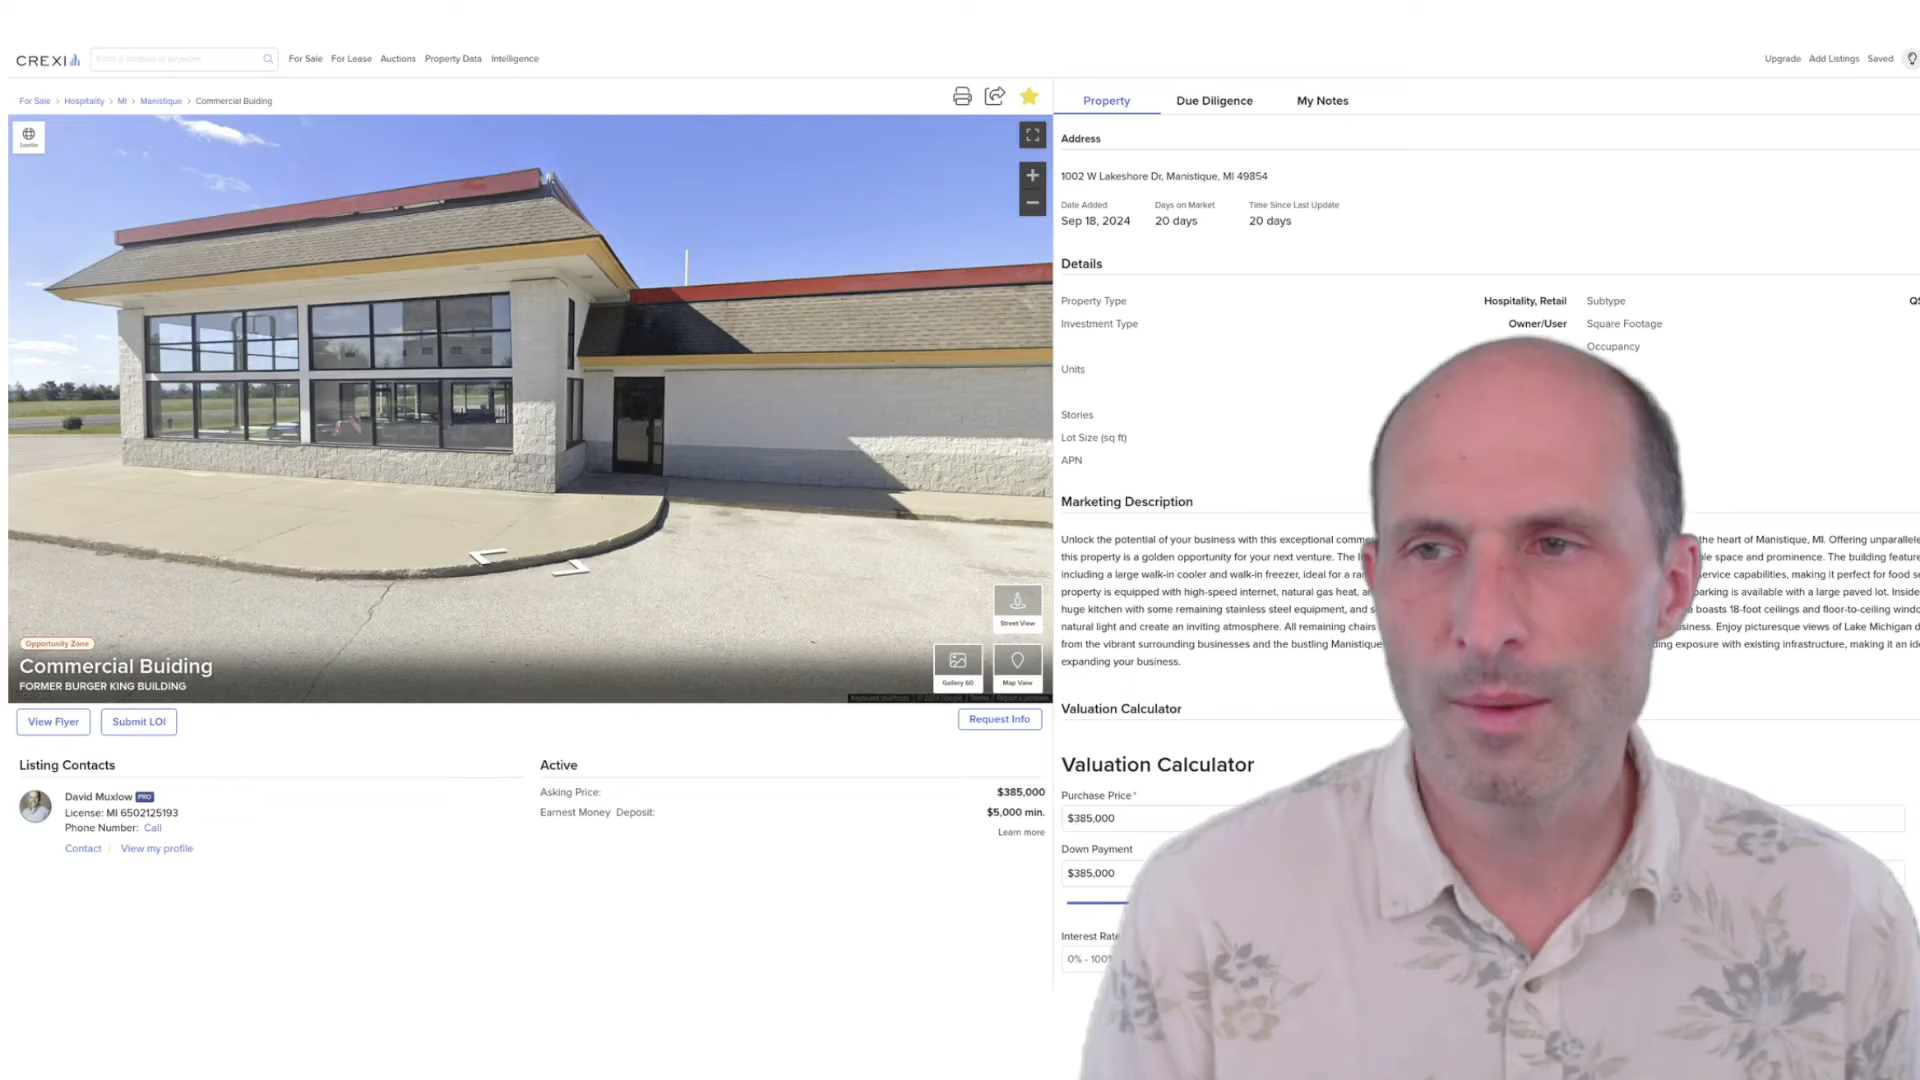 CREXI
Enter a location or keyword
For Sale For Lease Auctions Property Data Intelligence
Upgrade Add Listings Saved
For Sale > Hospitality > MI > Manistique > Commercial Buiding
Satellite
Opportunity Zone
Commercial Buiding
FORMER BURGER KING BUILDING
Street View
Gallery 60
Map View
View Flyer
Submit LOI
Request Info
Listing Contacts
David Muxlow PRO
License: MI 6502125193
Phone Number: Call
Contact | View my profile
Active
Asking Price: $385,000
Earnest Money Deposit: $5,000 min.
Learn more
Property Due Diligence My Notes
Address
1002 W Lakeshore Dr, Manistique, MI 49854
Date Added Days on Market Time Since Last Update
Sep 18, 2024 20 days 20 days
Details
Property Type Hospitality, Retail Subtype
Investment Type Owner/User Square Footage
Occupancy
Units
Stories
Lot Size (sq ft)
APN
Marketing Description
Unlock the potential of your business with this exceptional the heart of Manistique, MI. Offering
this property is a golden opportunity for your next venture. The space and prominence. The building
including a large walk-in cooler and walk-in freezer, ideal for a service capabilities, making it perfect for food
property is equipped with high-speed internet, natural gas heat, parking is available with a large paved lot.
huge kitchen with some remaining stainless steel equipment, and boasts 18-foot ceilings and floor-to-ceiling
natural light and create an inviting atmosphere. All remaining chairs Enjoy picturesque views of Lake Michigan
from the vibrant surrounding businesses and the bustling Manistique exposure with existing infrastructure, making it an
expanding your business.
Valuation Calculator
Valuation Calculator
Purchase Price*
$385,000
Down Payment
$385,000
Interest Rate
0% - 100%